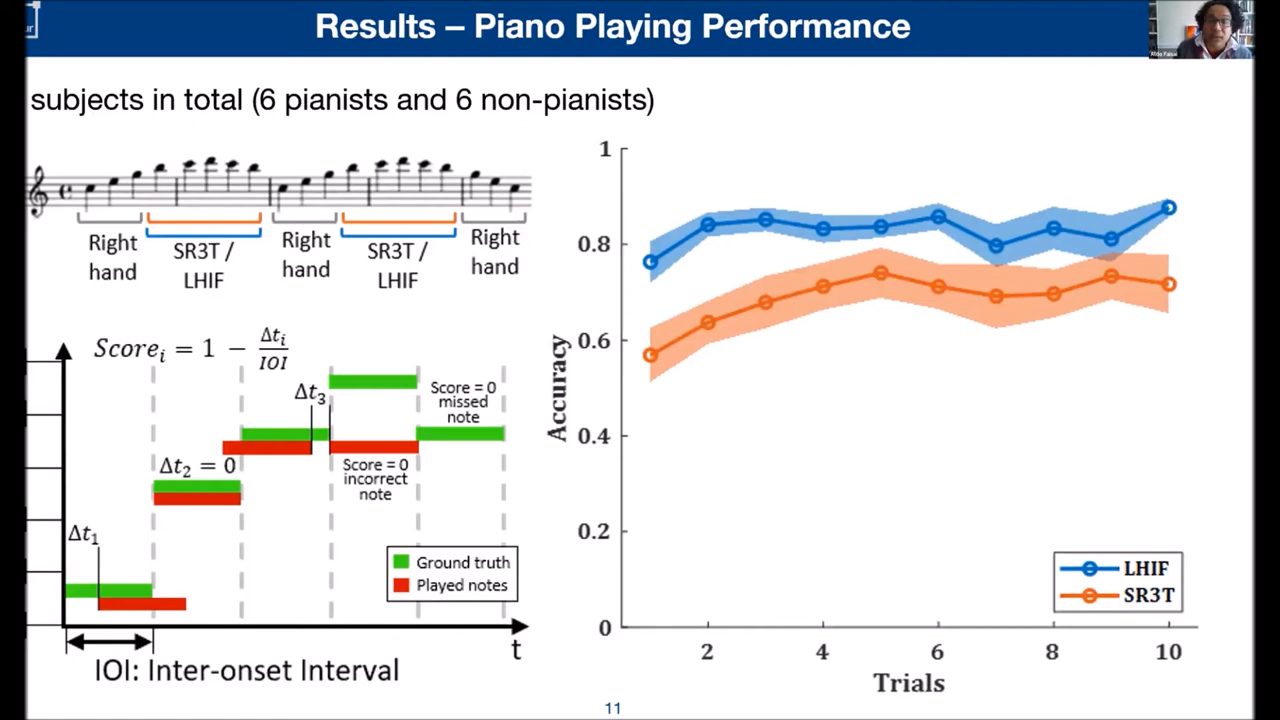 Results – Piano Playing Performance
subjects in total (6 pianists and 6 non-pianists)
Right hand
SR3T / LHIF
Right hand
SR3T / LHIF
Right hand
Score_i = 1 − Δt_i / IOI
Δt_3
Score = 0 missed note
Δt_2 = 0
Score = 0 incorrect note
Δt_1
Ground truth
Played notes
t
IOI: Inter-onset Interval
1
0.8
0.6
0.4
0.2
0
Accuracy
2 4 6 8 10
Trials
LHIF
SR3T
11